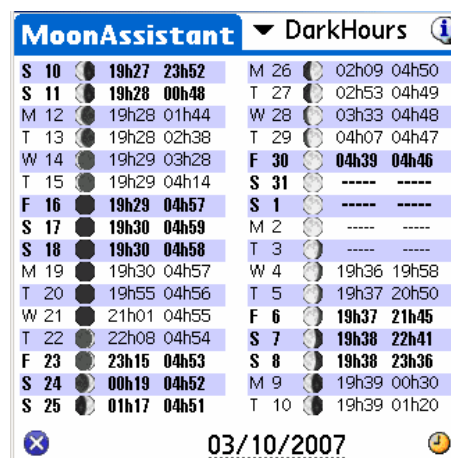 MoonAssistant
DarkHours
S 10 19h27 23h52
S 11 19h28 00h48
M 12 19h28 01h44
T 13 19h28 02h38
W 14 19h29 03h28
T 15 19h29 04h14
F 16 19h29 04h57
S 17 19h30 04h59
S 18 19h30 04h58
M 19 19h30 04h57
T 20 19h55 04h56
W 21 21h01 04h55
T 22 22h08 04h54
F 23 23h15 04h53
S 24 00h19 04h52
S 25 01h17 04h51
M 26 02h09 04h50
T 27 02h53 04h49
W 28 03h33 04h48
T 29 04h07 04h47
F 30 04h39 04h46
S 31 ----- -----
S 1 ----- -----
M 2 ----- -----
T 3 ----- -----
W 4 19h36 19h58
T 5 19h37 20h50
F 6 19h37 21h45
S 7 19h38 22h41
S 8 19h38 23h36
M 9 19h39 00h30
T 10 19h39 01h20
03/10/2007